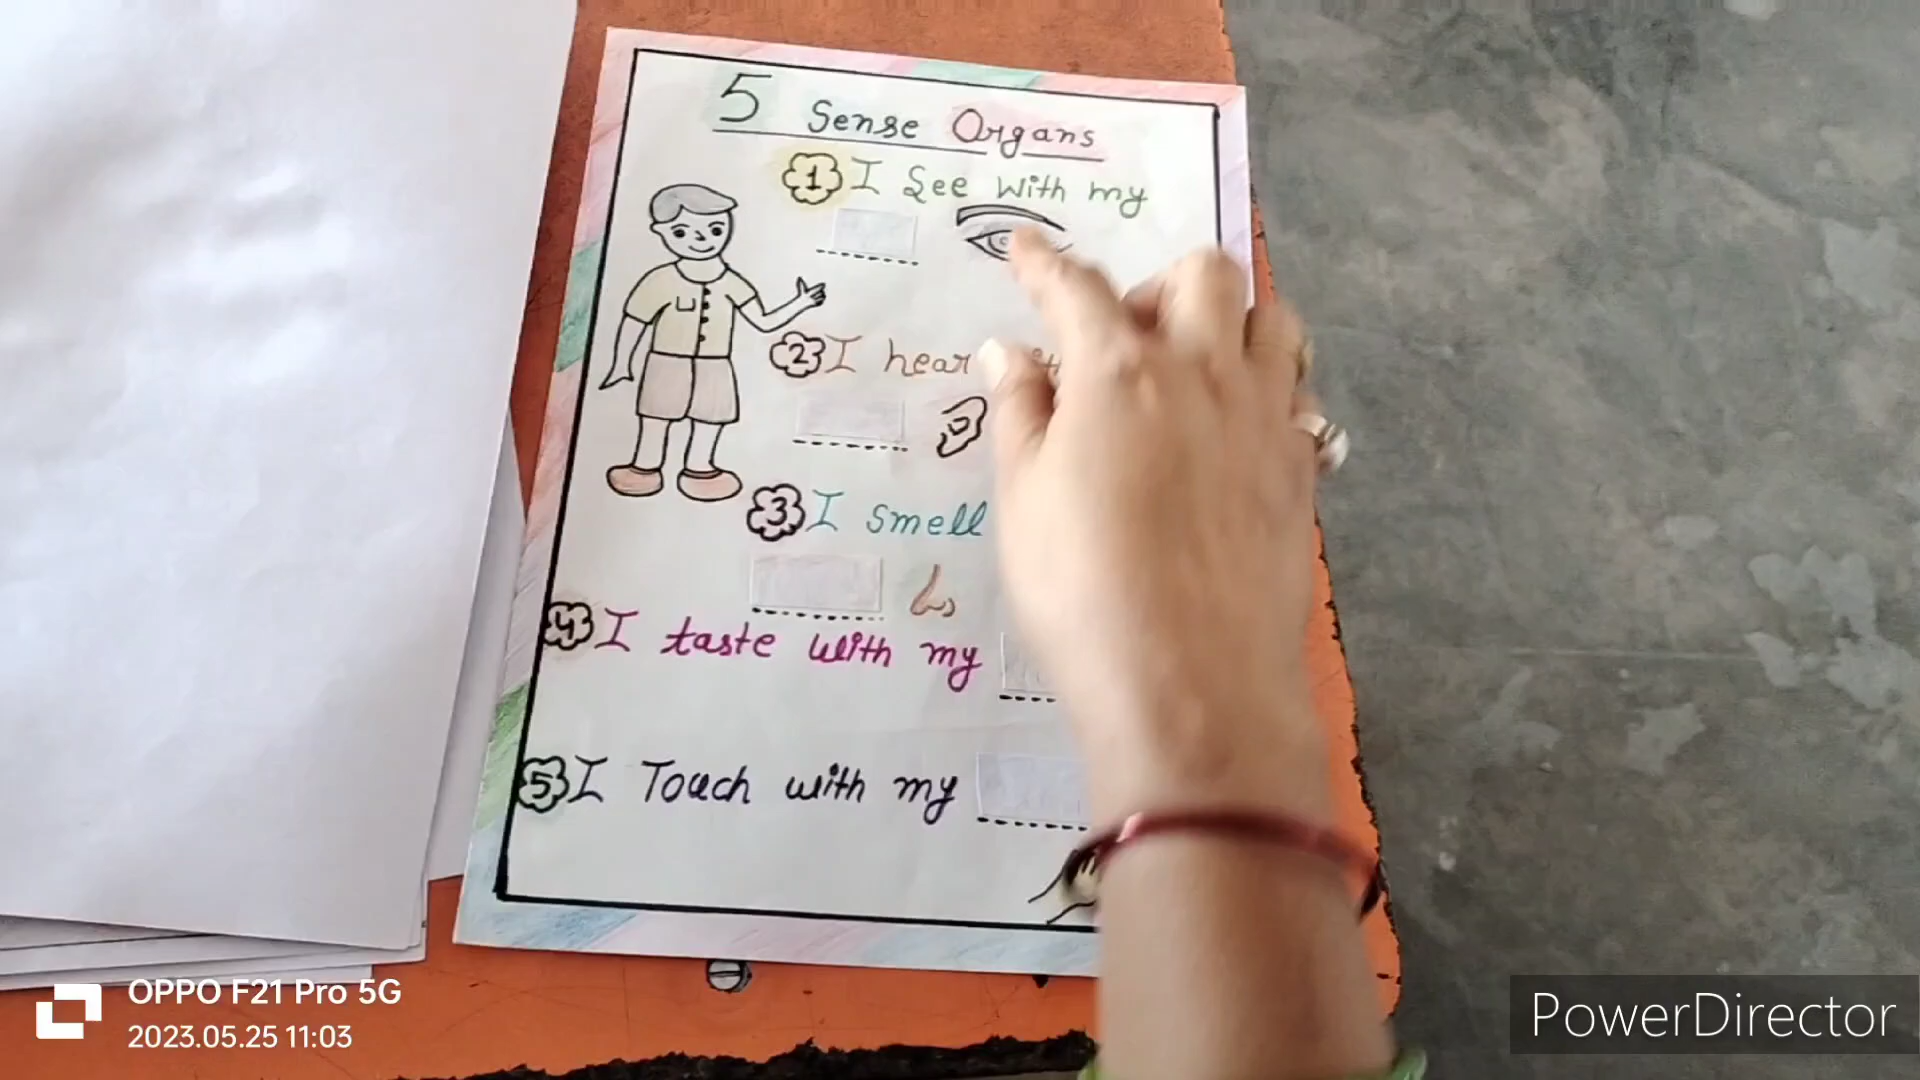 5 Sense Organs
1 I See with my
2 I hear
3 I smell
4 I taste with my
5 I Touch with my
OPPO F21 Pro 5G
2023.05.25 11:03
PowerDirector